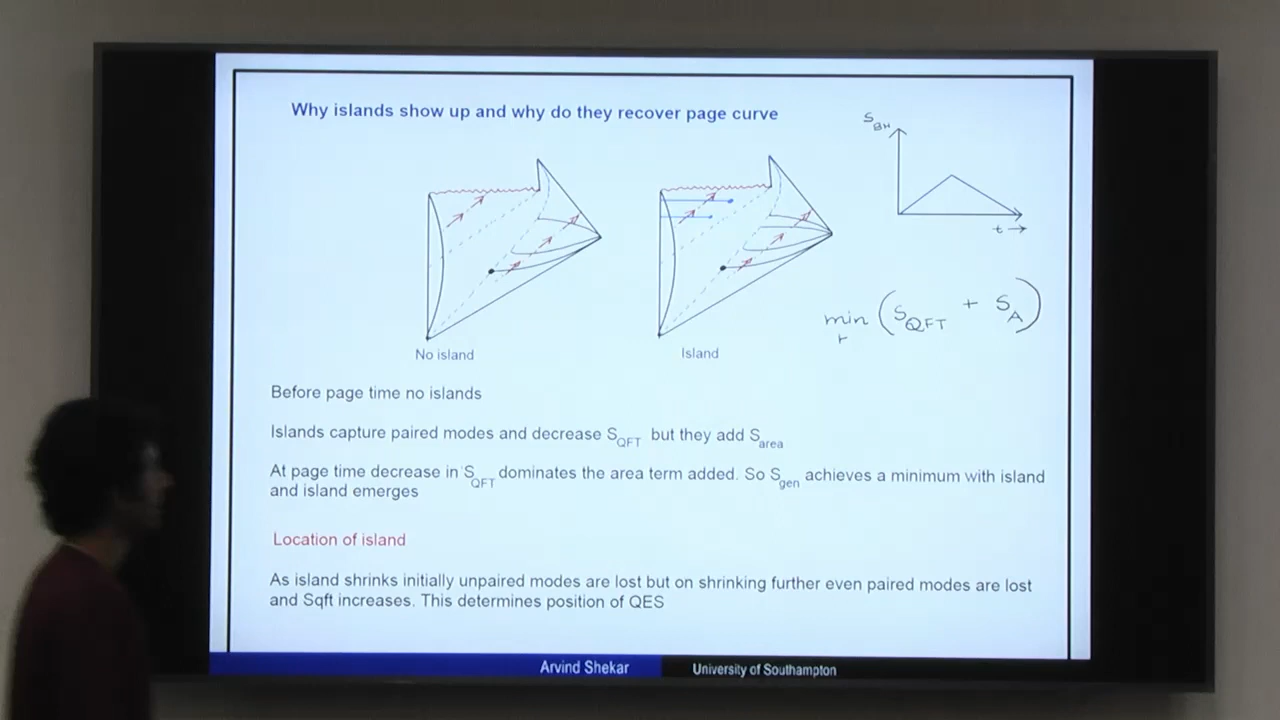 Why islands show up and why do they recover page curve
S_BH
t →
No island
Island
min (S_QFT + S_A)
Before page time no islands
Islands capture paired modes and decrease S_QFT but they add S_area
At page time decrease in S_QFT dominates the area term added. So S_gen achieves a minimum with island
and island emerges
Location of island
As island shrinks initially unpaired modes are lost but on shrinking further even paired modes are lost
and Sqft increases. This determines position of QES
Arvind Shekar
University of Southampton